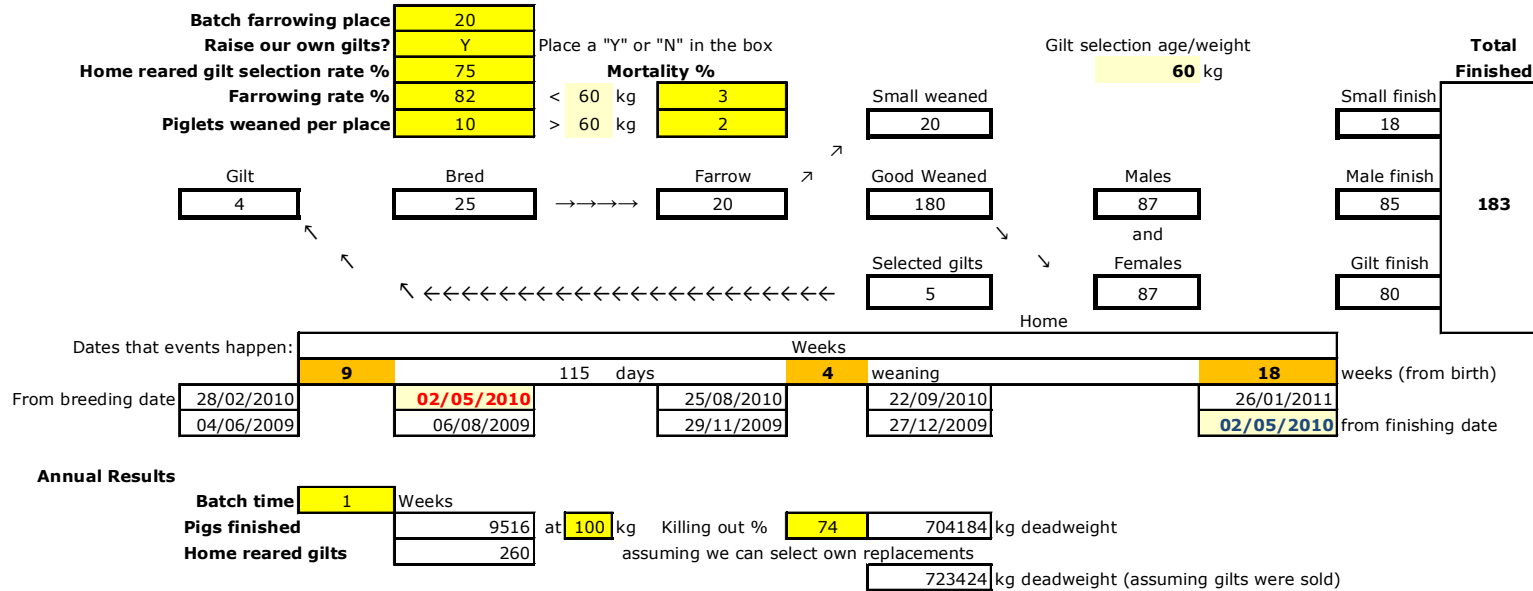 Batch farrowing place 20
Raise our own gilts? Y Place a "Y" or "N" in the box Gilt selection age/weight Total
Home reared gilt selection rate % 75 Mortality % 60 kg Finished
Farrowing rate % 82 < 60 kg 3 Small weaned Small finish
Piglets weaned per place 10 > 60 kg 2 20 18
↗
Gilt Bred Farrow ↗ Good Weaned Males Male finish
4 25 →→→→ 20 180 87 85 183
↖ ↘ and
↖ Selected gilts ↘ Females Gilt finish
↖ ←←←←←←←←←←←←←←←←←←←←←← 5 87 80
Home
Dates that events happen: Weeks
9 115 days 4 weaning 18 weeks (from birth)
From breeding date 28/02/2010 02/05/2010 25/08/2010 22/09/2010 26/01/2011
04/06/2009 06/08/2009 29/11/2009 27/12/2009 02/05/2010 from finishing date
Annual Results
Batch time 1 Weeks
Pigs finished 9516 at 100 kg Killing out % 74 704184 kg deadweight
Home reared gilts 260 assuming we can select own replacements
723424 kg deadweight (assuming gilts were sold)